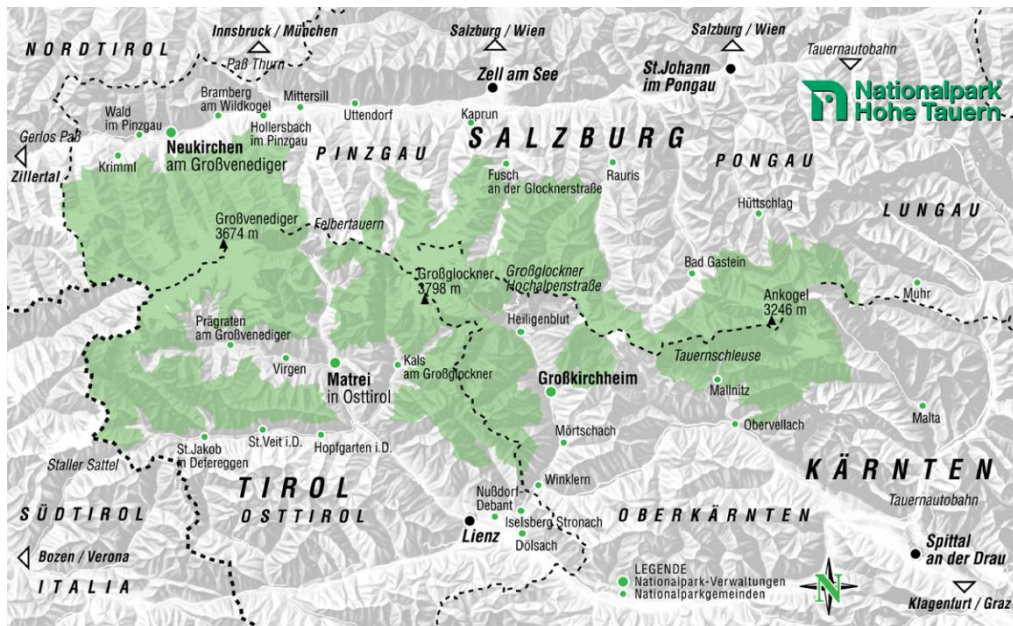 NORDTIROL
Innsbruck / München
Paß Thurn
Salzburg / Wien
Zell am See
Salzburg / Wien
St.Johann
im Pongau
Tauernautobahn
Nationalpark
Hohe Tauern
Bramberg
am Wildkogel
Mittersill
Uttendorf
Kaprun
Wald
im Pinzgau
Gerlos Paß
Hollersbach
im Pinzgau
Neukirchen
am Großvenediger
Krimml
Zillertal
PINZGAU
SALZBURG
Fusch
an der Glocknerstraße
Rauris
PONGAU
Hüttschlag
LUNGAU
Großvenediger
3674 m
Felbertauern
Großglockner
3798 m
Großglockner
Hochalpenstraße
Bad Gastein
Ankogel
3246 m
Muhr
Prägraten
am Großvenediger
Heiligenblut
Tauernschleuse
Virgen
Matrei
in Osttirol
Kals
am Großglockner
Großkirchheim
Mallnitz
Malta
Obervellach
St.Jakob
in Defereggen
St.Veit i.D.
Hopfgarten i.D.
Mörtschach
Staller Sattel
KÄRNTEN
Tauernautobahn
TIROL
OSTTIROL
Winklern
Nußdorf-
Debant
Iselsberg Stronach
Lienz
Dölsach
OBERKÄRNTEN
SÜDTIROL
Bozen / Verona
ITALIA
Spittal
an der Drau
LEGENDE
Nationalpark-Verwaltungen
Nationalparkgemeinden
N
Klagenfurt / Graz